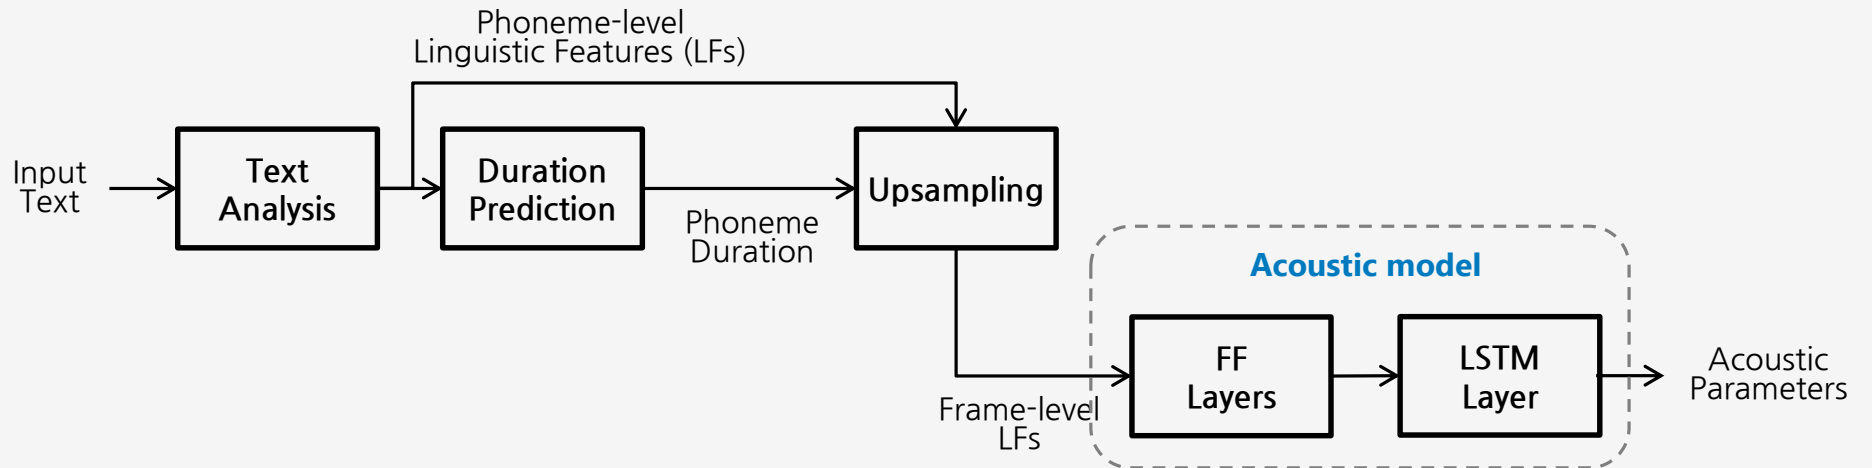 Phoneme-level
Linguistic Features (LFs)
Input
Text
Text
Analysis
Duration
Prediction
Phoneme
Duration
Upsampling
Acoustic model
FF
Layers
LSTM
Layer
Frame-level
LFs
Acoustic
Parameters